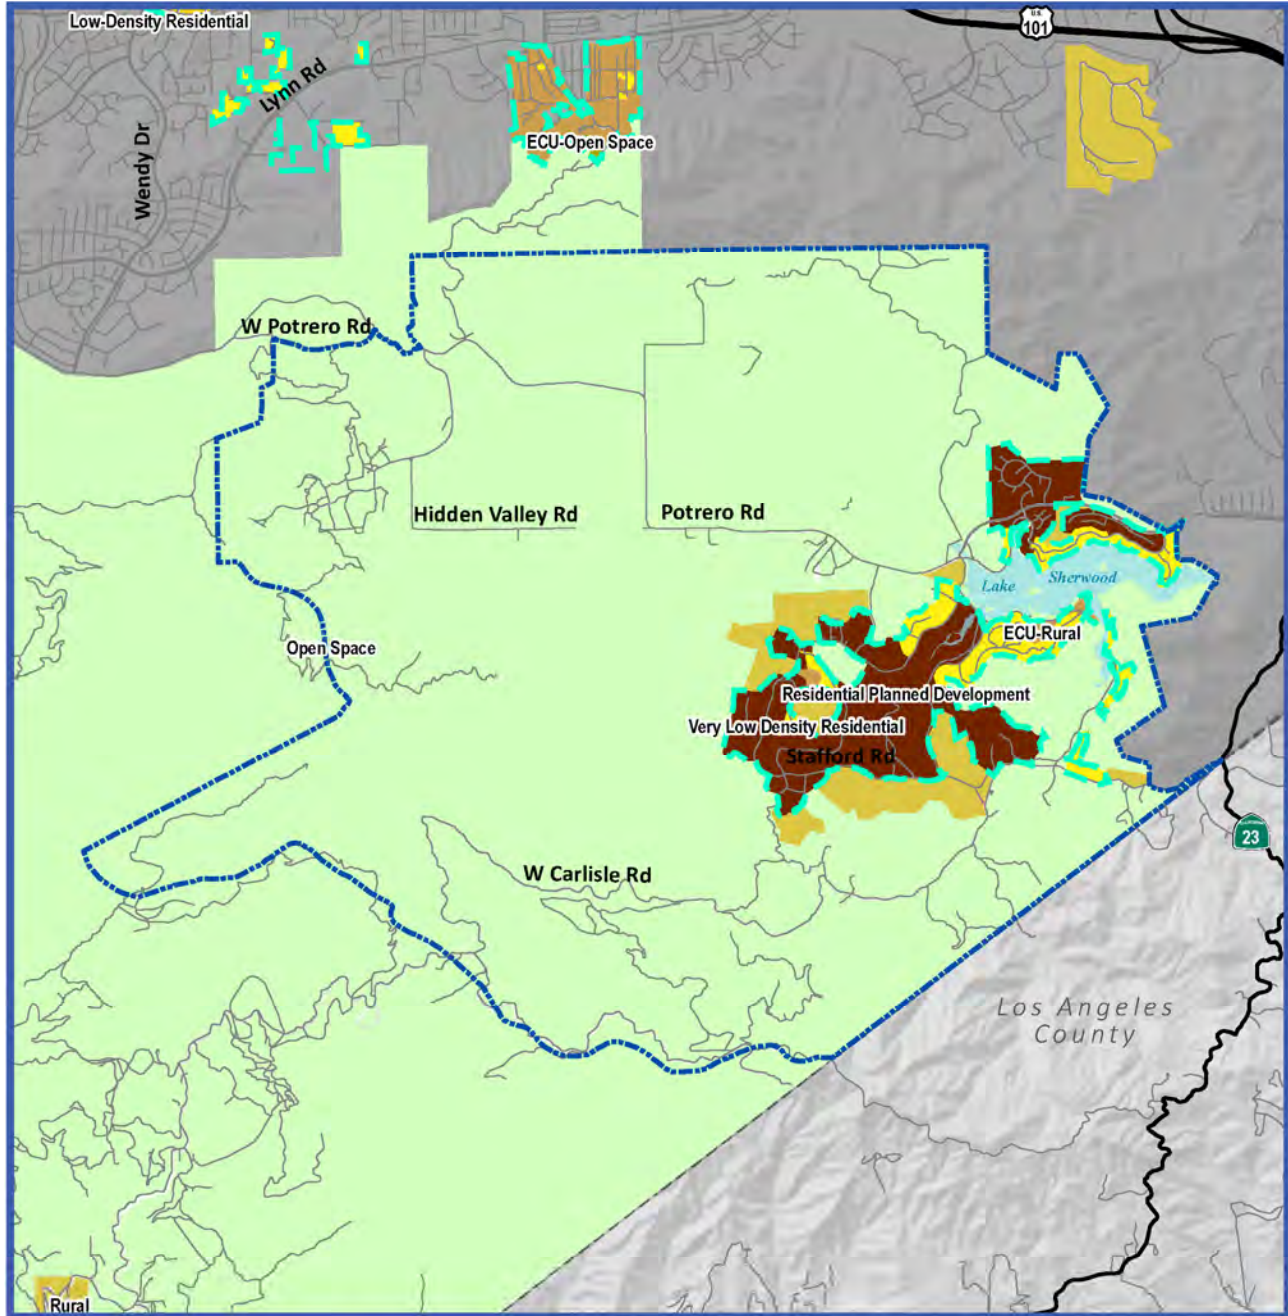 Low-Density Residential
U.S.
101
Lynn Rd
Wendy Dr
ECU-Open Space
W Potrero Rd
Hidden Valley Rd
Potrero Rd
Lake Sherwood
ECU-Rural
Open Space
Residential Planned Development
Very Low Density Residential
Stafford Rd
23
W Carlisle Rd
Los Angeles
County
Rural